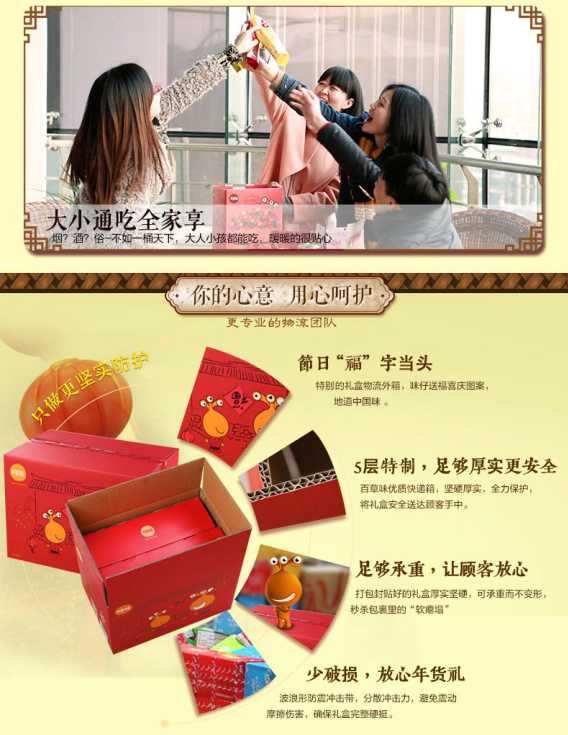 大小通吃全家享
烟？酒？俗-不如一桶天下，大人小孩都能吃，暖暖的很贴心
你的心意 用心呵护
更专业的物流团队
只做更坚实防护
節日“福”字当头
特别的礼盒物流外箱，味仔送福喜庆图案，
地道中国味 。
5层特制，足够厚实更安全
百草味优质快递箱，坚硬厚实，全力保护，
将礼盒安全送达顾客手中。
足够承重，让顾客放心
打包封贴好的礼盒厚实坚硬，可承重而不变形，
秒杀包裹里的“软瘪塌”
少破损，放心年货礼
波浪形防震冲击带，分散冲击力，避免震动
摩擦伤害，确保礼盒完整硬挺。